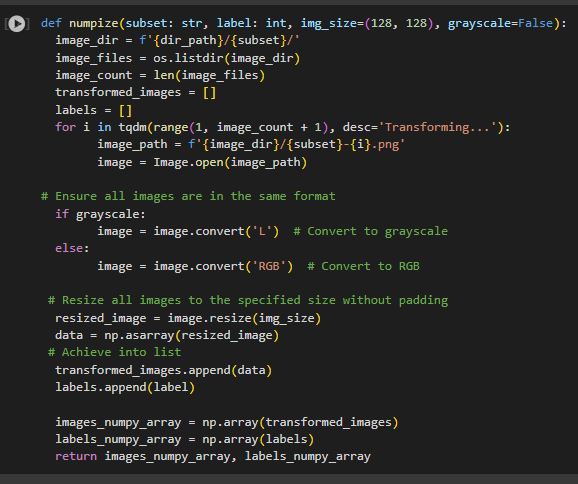 def numpize(subset: str, label: int, img_size=(128, 128), grayscale=False):
  image_dir = f'{dir_path}/{subset}/'
  image_files = os.listdir(image_dir)
  image_count = len(image_files)
  transformed_images = []
  labels = []
  for i in tqdm(range(1, image_count + 1), desc='Transforming...'):
        image_path = f'{image_dir}/{subset}-{i}.png'
        image = Image.open(image_path)

# Ensure all images are in the same format
  if grayscale:
        image = image.convert('L')  # Convert to grayscale
  else:
        image = image.convert('RGB')  # Convert to RGB

 # Resize all images to the specified size without padding
  resized_image = image.resize(img_size)
  data = np.asarray(resized_image)
 # Achieve into list
  transformed_images.append(data)
  labels.append(label)

  images_numpy_array = np.array(transformed_images)
  labels_numpy_array = np.array(labels)
  return images_numpy_array, labels_numpy_array